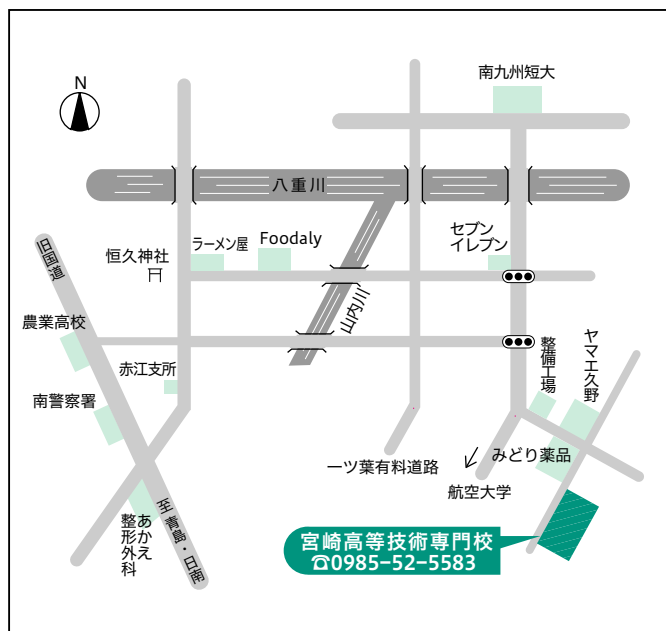 南九州短大
N
八重川
旧国道
恒久神社
ラーメン屋
Foodaly
セブン
イレブン
山内川
農業高校
赤江支所
南警察署
整備工場
ヤマエ久野
一ツ葉有料道路
みどり薬品
航空大学
あかえ
整形外科
至 青島・日南
宮崎高等技術専門校
☎0985-52-5583